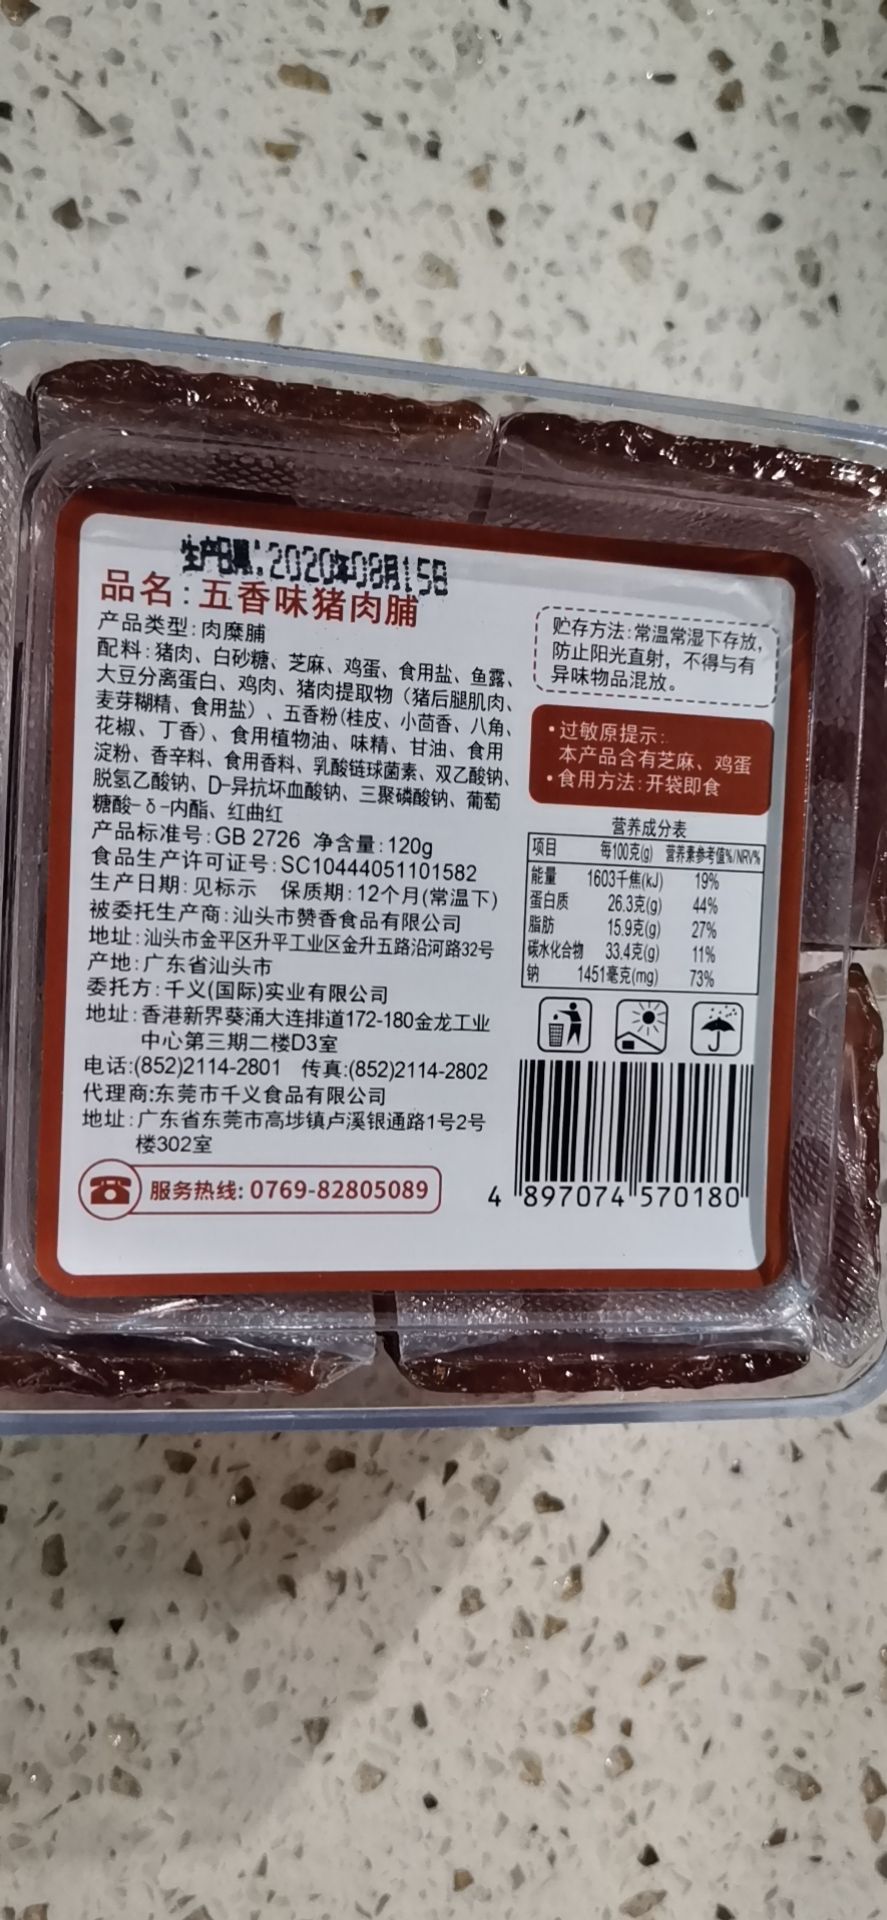 生产日期:2020年08月15日
品名:五香味猪肉脯
产品类型:肉糜脯
配料:猪肉、白砂糖、芝麻、鸡蛋、食用盐、鱼露、
大豆分离蛋白、鸡肉、猪肉提取物（猪后腿肌肉、
麦芽糊精、食用盐）、五香粉(桂皮、小茴香、八角、
花椒、丁香)、食用植物油、味精、甘油、食用
淀粉、香辛料、食用香料、乳酸链球菌素、双乙酸钠、
脱氢乙酸钠、D-异抗坏血酸钠、三聚磷酸钠、葡萄
糖酸-δ-内酯、红曲红
产品标准号:GB 2726 净含量:120g
食品生产许可证号:SC10444051101582
生产日期:见标示 保质期:12个月(常温下)
被委托生产商:汕头市赞香食品有限公司
地址:汕头市金平区升平工业区金升五路沿河路32号
产地:广东省汕头市
委托方:千义(国际)实业有限公司
地址:香港新界葵涌大连排道172-180金龙工业
中心第三期二楼D3室
电话:(852)2114-2801 传真:(852)2114-2802
代理商:东莞市千义食品有限公司
地址:广东省东莞市高埗镇卢溪银通路1号2号
楼302室
服务热线: 0769-82805089
贮存方法:常温常湿下存放,
防止阳光直射，不得与有
异味物品混放。
•过敏原提示:
本产品含有芝麻、鸡蛋
•食用方法:开袋即食
营养成分表
项目 每100克(g) 营养素参考值%/NRV%
能量 1603千焦(kJ) 19%
蛋白质 26.3克(g) 44%
脂肪 15.9克(g) 27%
碳水化合物 33.4克(g) 11%
钠 1451毫克(mg) 73%
4 897074 570180